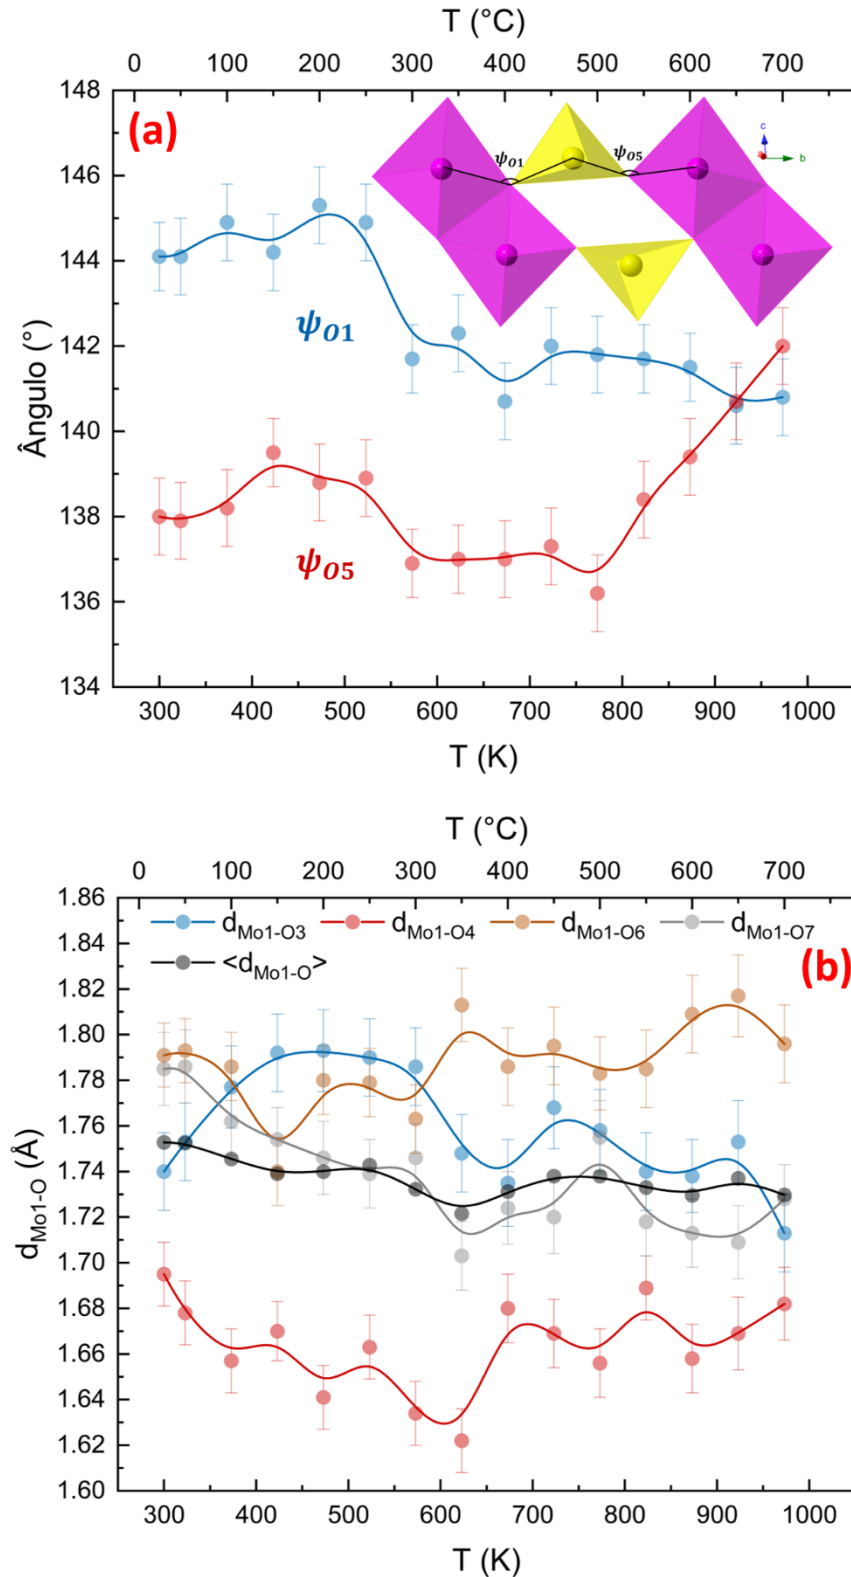 T (°C)
0 100 200 300 400 500 600 700
(a)
148
146
144
142
140
138
136
134
Ângulo (°)
ψO1
ψO5
c
a
b
ψO1
ψO5
300 400 500 600 700 800 900 1000
T (K)
T (°C)
0 100 200 300 400 500 600 700
dMo1-O3 dMo1-O4 dMo1-O6 dMo1-O7
<dMo1-O>
(b)
1.86
1.84
1.82
1.80
1.78
1.76
1.74
1.72
1.70
1.68
1.66
1.64
1.62
1.60
dMo1-O (Å)
300 400 500 600 700 800 900 1000
T (K)